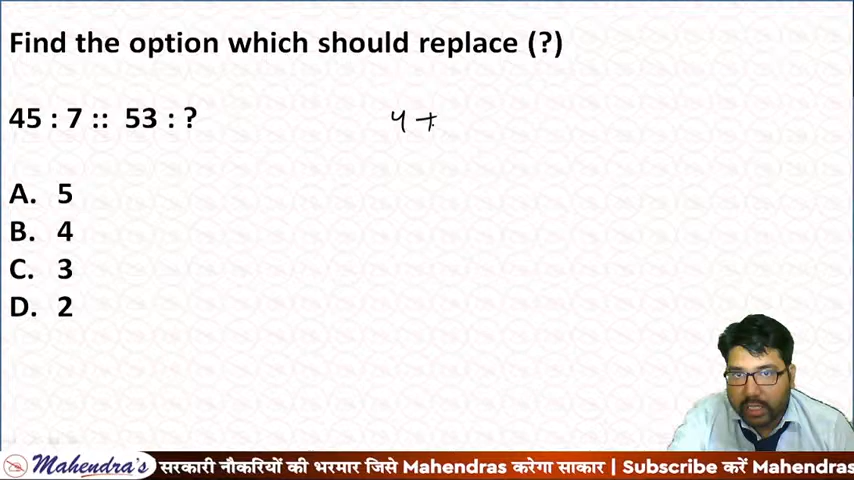 Find the option which should replace (?)
45 : 7 :: 53 : ?
4 +
A. 5
B. 4
C. 3
D. 2
Mahendra's सरकारी नौकरियों की भरमार जिसे Mahendras करेगा साकार | Subscribe करें Mahendras